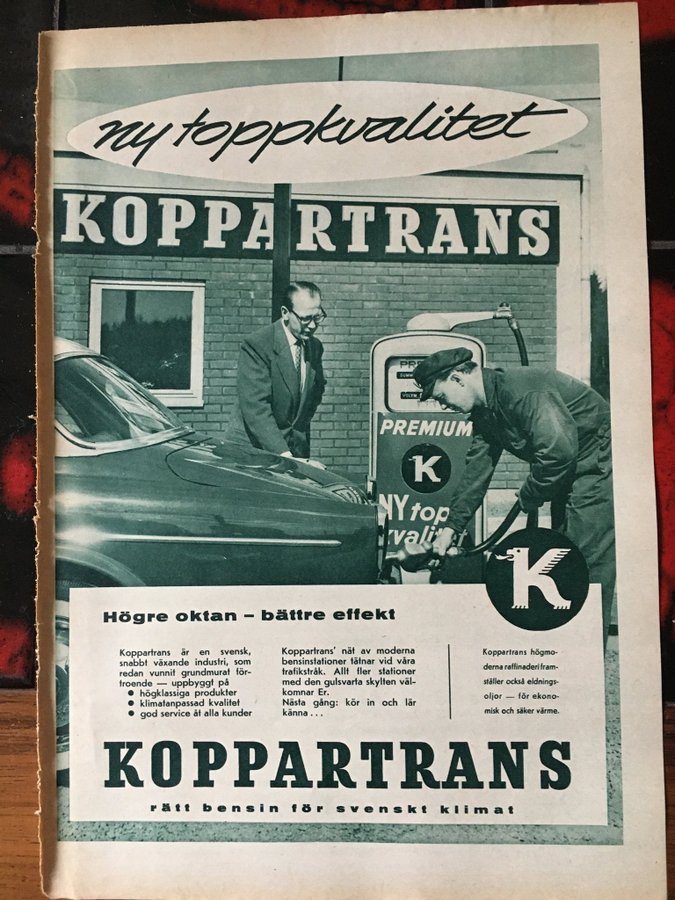 ny toppkvalitet
KOPPARTRANS
PREMIUM
K
NY top
kvalitet
K
Högre oktan – bättre effekt
Koppartrans är en svensk,
snabbt växande industri, som
redan vunnit grundmurat för-
troende — uppbyggt på
● högklassiga produkter
● klimatanpassad kvalitet
● god service åt alla kunder
Koppartrans' nät av moderna
bensinstationer tätnar vid våra
trafikstråk. Allt fler stationer
med den gulsvarta skylten väl-
komnar Er.
Nästa gång: kör in och lär
känna...
Koppartrans högmo-
derna raffinaderi fram-
ställer också eldnings-
oljor — för ekono-
misk och säker värme.
KOPPARTRANS
rätt bensin för svenskt klimat